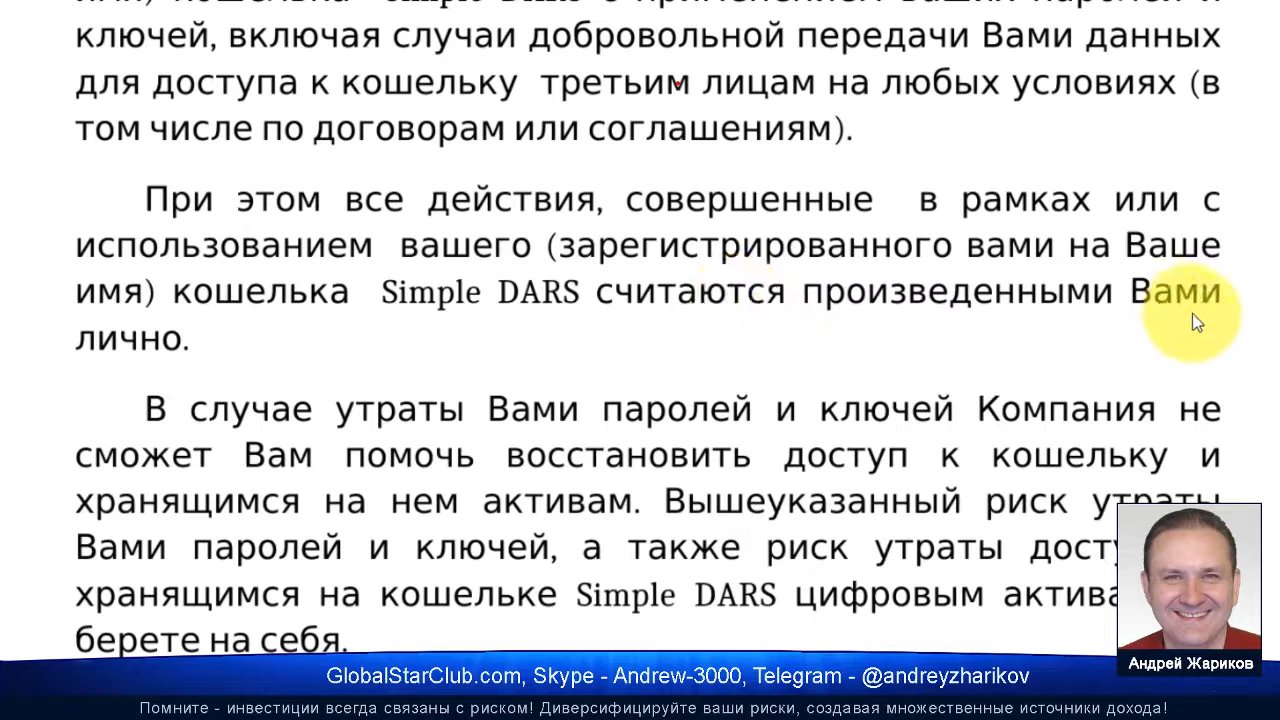 ключей, включая случаи добровольной передачи Вами данных
для доступа к кошельку третьим лицам на любых условиях (в
том числе по договорам или соглашениям).
При этом все действия, совершенные в рамках или с
использованием вашего (зарегистрированного вами на Ваше
имя) кошелька Simple DARS считаются произведенными Вами
лично.
В случае утраты Вами паролей и ключей Компания не
сможет Вам помочь восстановить доступ к кошельку и
хранящимся на нем активам. Вышеуказанный риск утраты
Вами паролей и ключей, а также риск утраты
хранящимся на кошельке Simple DARS цифровым
берете на себя.
Андрей Жариков
GlobalStarClub.com, Skype - Andrew-3000, Telegram - @andreyzharikov
Помните - инвестиции всегда связаны с риском! Диверсифицируйте ваши риски, создавая множественные источники дохода!